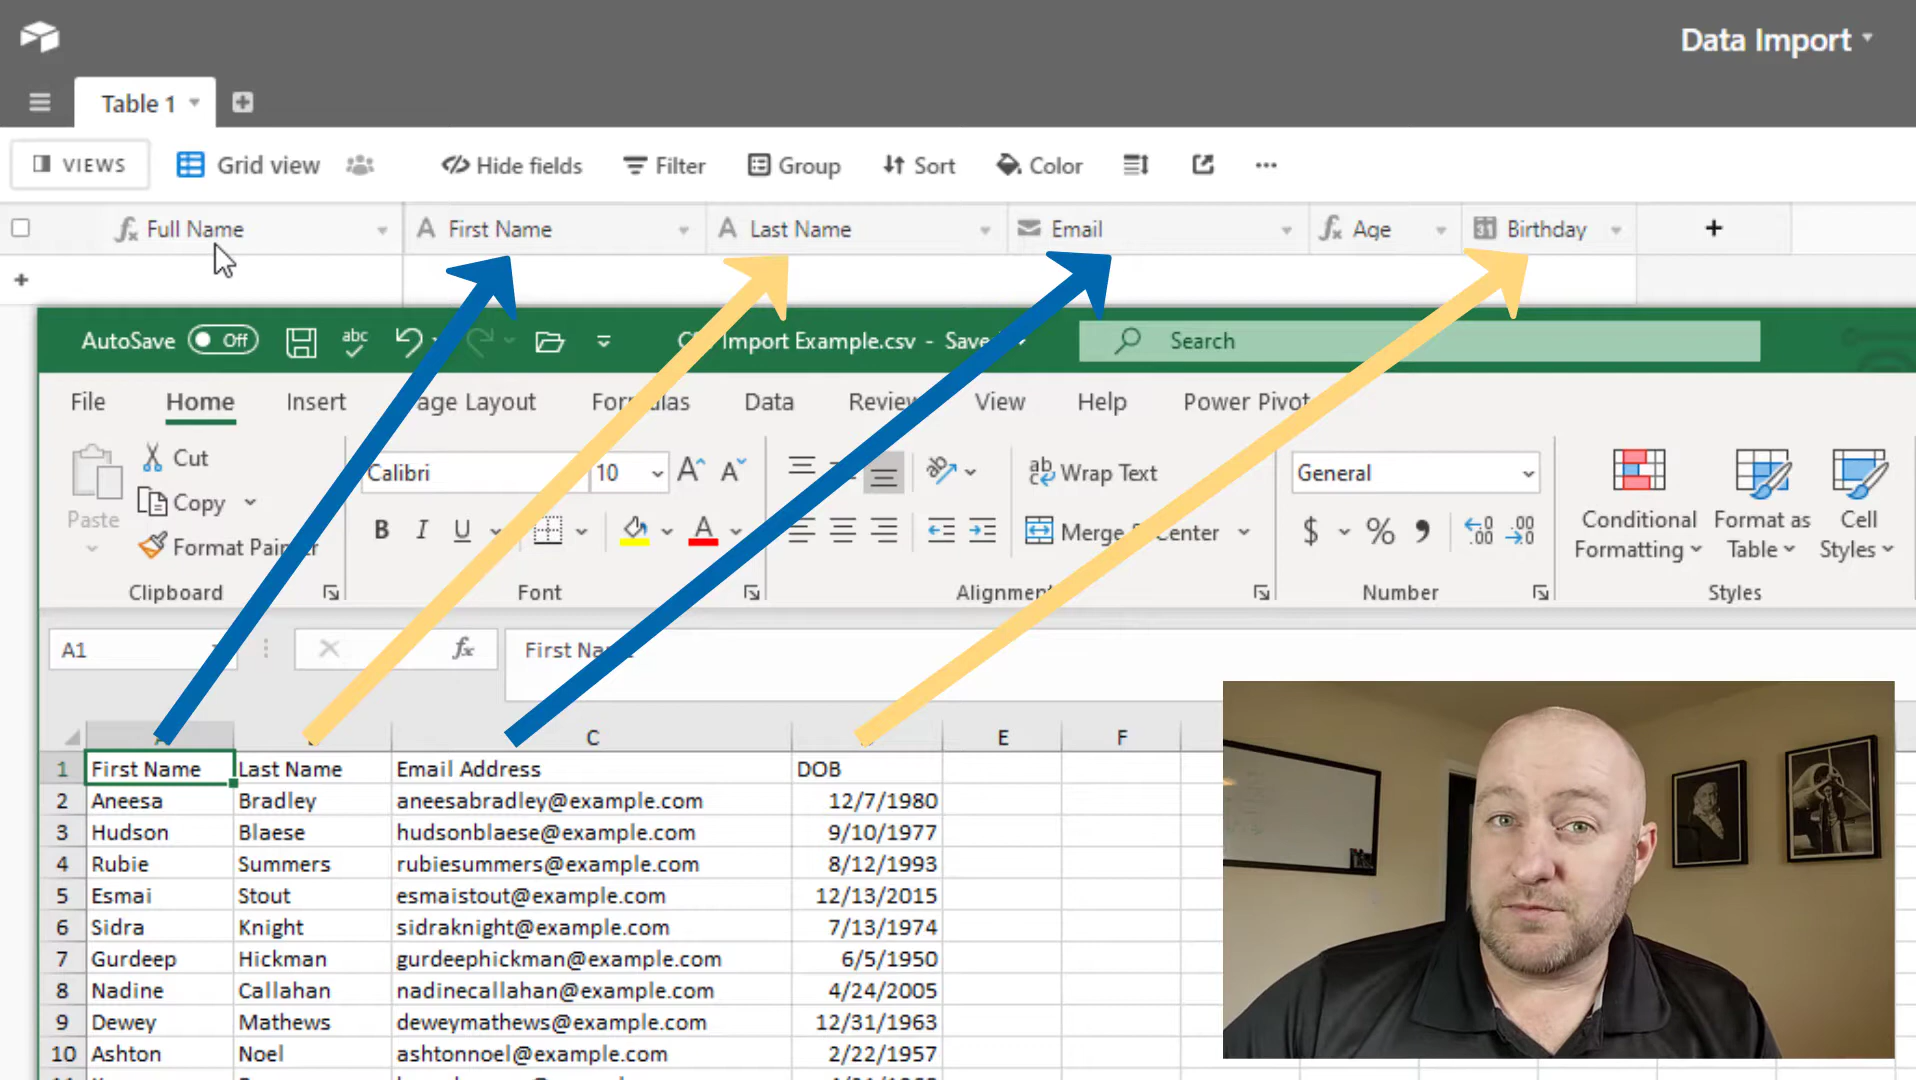 Data Import
Table 1
VIEWS Grid view Hide fields Filter Group Sort Color
Full Name First Name Last Name Email Age Birthday
AutoSave Off Import Example.csv - Search
File Home Insert age Layout Data View Help Power Pivot
Cut Calibri 10 Wrap Text General
Copy
Paste
Format
B I U A $ % Center
Conditional Formatting Format as Table Cell Styles
Clipboard Font Alignment Number Styles
A1 fx First
C E F
1 First Name Last Name Email Address DOB
2 Aneesa Bradley aneesabradley@example.com 12/7/1980
3 Hudson Blaese hudsonblaese@example.com 9/10/1977
4 Rubie Summers rubiesummers@example.com 8/12/1993
5 Esmai Stout esmaistout@example.com 12/13/2015
6 Sidra Knight sidraknight@example.com 7/13/1974
7 Gurdeep Hickman gurdeephickman@example.com 6/5/1950
8 Nadine Callahan nadinecallahan@example.com 4/24/2005
9 Dewey Mathews deweymathews@example.com 12/31/1963
10 Ashton Noel ashtonnoel@example.com 2/22/1957